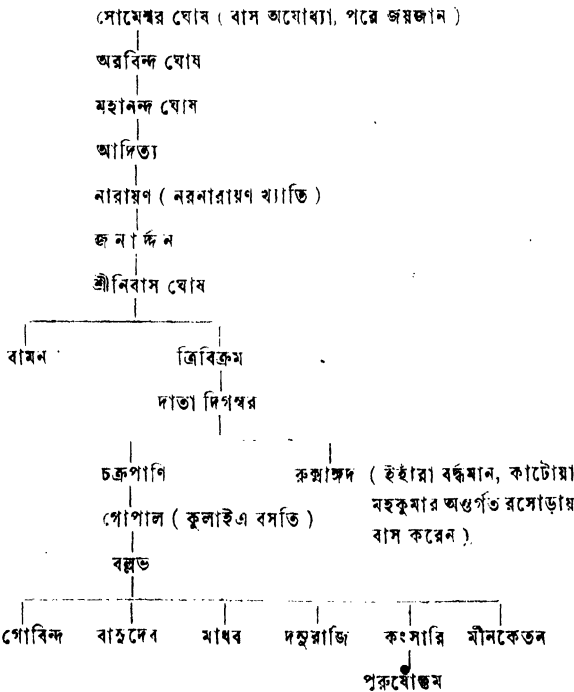 সোমেশ্বর ঘোষ ( বাস অযোধ্যা, পরে জয়জান )
অরবিন্দ ঘোষ
মহানন্দ ঘোষ
আদিত্য
নারায়ণ ( নরনারায়ণ খ্যাতি )
জনার্দ্দন
শ্রীনিবাস ঘোষ
বামন ত্রিবিক্রম
দাতা দিগম্বর
চক্রপাণি রুক্মাঙ্গদ ( ইহাঁরা বর্দ্ধমান, কাটোয়া
মহকুমার অন্তর্গত রসোড়ায়
গোপাল ( কুলাইএ বসতি ) বাস করেন )
বল্লভ
গোবিন্দ বাসুদেব মাধব দনুরাজি কংসারি মীনকেতন
পুরুষোত্তম